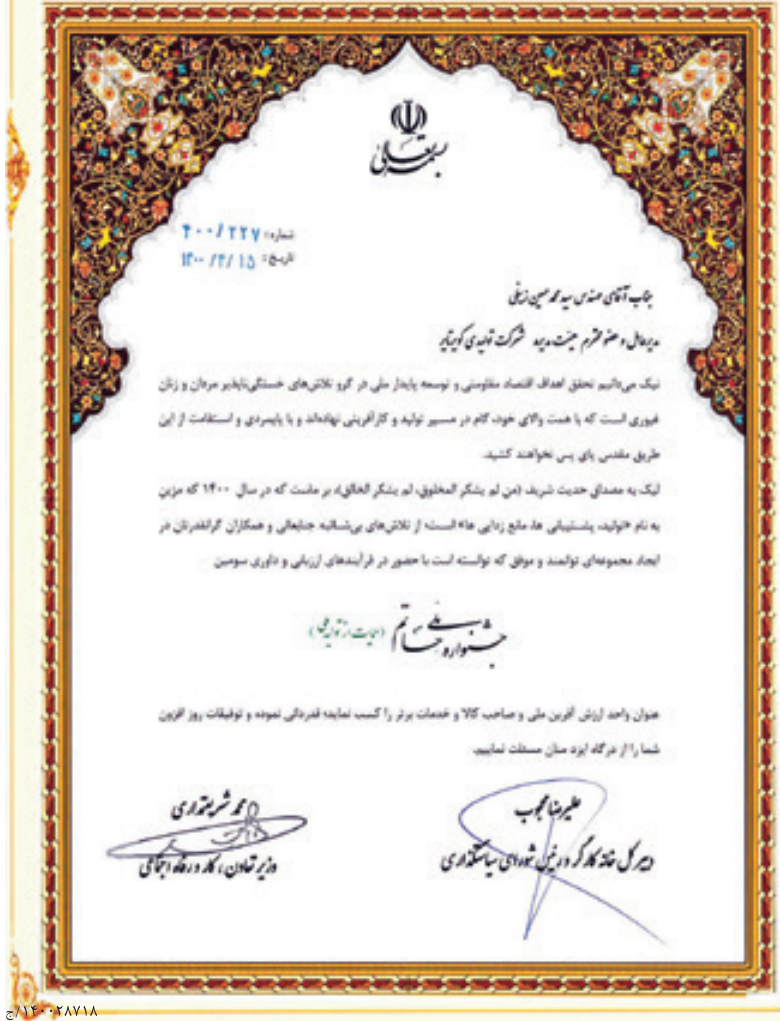 بسمه تعالی
شماره: ۴۰۰/۲۲۷
تاریخ: ۱۴۰۰/۴/۱۵
جناب آقای مهندس سید محمد حسین زینلی
مدیرعامل و عضو محترم هیئت مدیره شرکت تولیدی کویرتایر
نیک می‌دانیم تحقق اهداف اقتصاد مقاومتی و توسعه پایدار ملی در گرو تلاش‌های خستگی‌ناپذیر مردان و زنان
غیوری است که با همت والای خود، گام در مسیر تولید و کارآفرینی نهاده‌اند و با پایمردی و استقامت از این
طریق مقدس پای پس نخواهند کشید.
لیک به مصداق حدیث شریف (من لم یشکر المخلوق، لم یشکر الخالق)، بر ماست که در سال ۱۴۰۰ که مزین
به نام «تولید، پشتیبانی ها، مانع زدایی ها» است؛ از تلاش‌های بی‌شائبه جنابعالی و همکاران گرانقدرتان در
ایجاد مجموعه‌ای توانمند و موفق که توانسته است با حضور در فرآیندهای ارزیابی و داوری سومین
جشنواره ملی حاتم (حمایت از تولید ملی)
عنوان واحد ارزش آفرین ملی و صاحب کالا و خدمات برتر را کسب نماید؛ قدردانی نموده و توفیقات روز افزون
شما را از درگاه ایزد منان مسئلت نماییم.
علیرضا محجوب
دبیر کل خانه کارگر و رئیس شورای سیاستگذاری
محمد شریعتمداری
وزیر تعاون، کار و رفاه اجتماعی
۱۴۰۰۲۸۷۱۸/ج